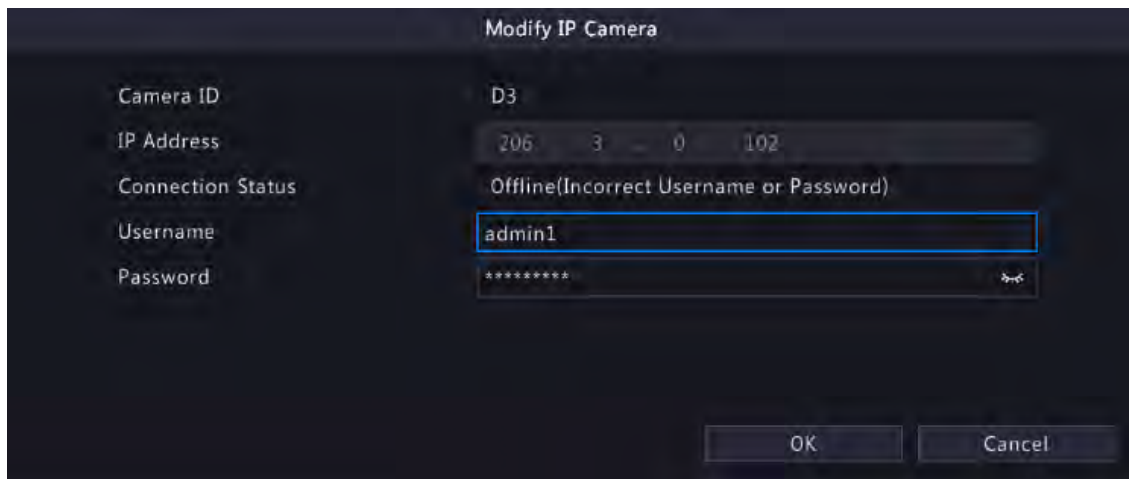 Modify IP Camera
Camera ID D3
IP Address 206 . 3 . 0 . 102
Connection Status Offline(Incorrect Username or Password)
Username admin1
Password *********
OK Cancel